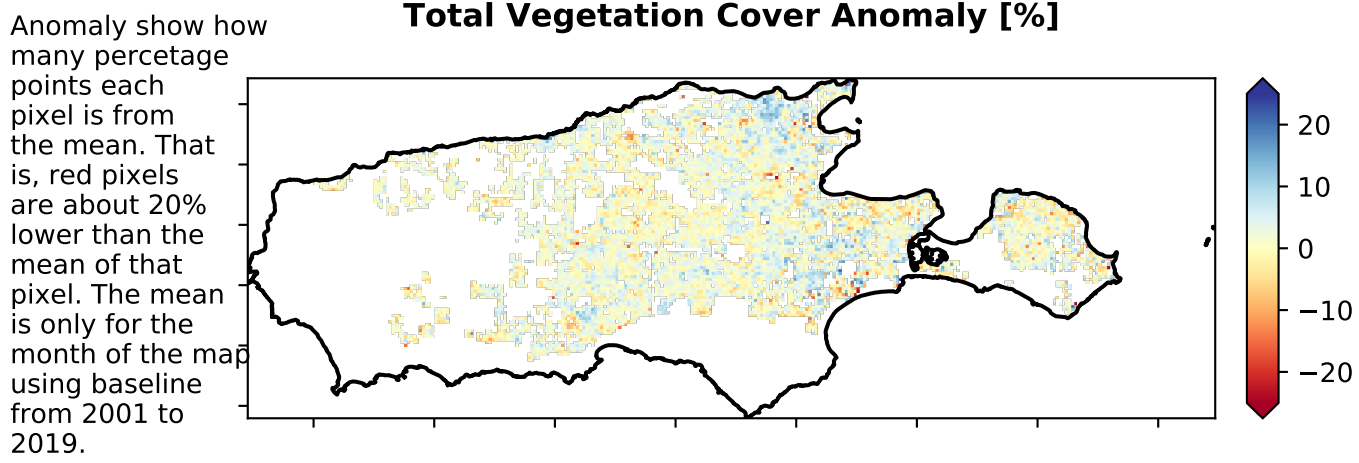 Total Vegetation Cover Anomaly [%]
Anomaly show how
many percetage
points each
pixel is from
the mean. That
is, red pixels
are about 20%
lower than the
mean of that
pixel. The mean
is only for the
month of the map
using baseline
from 2001 to
2019.
20
10
0
−10
−20